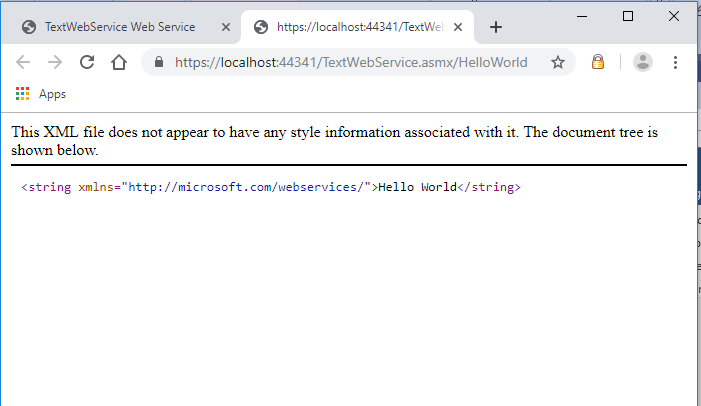 TextWebService Web Service
https://localhost:44341/TextWeb
https://localhost:44341/TextWebService.asmx/HelloWorld
Apps
This XML file does not appear to have any style information associated with it. The document tree is
shown below.
<string xmlns="http://microsoft.com/webservices/">Hello World</string>